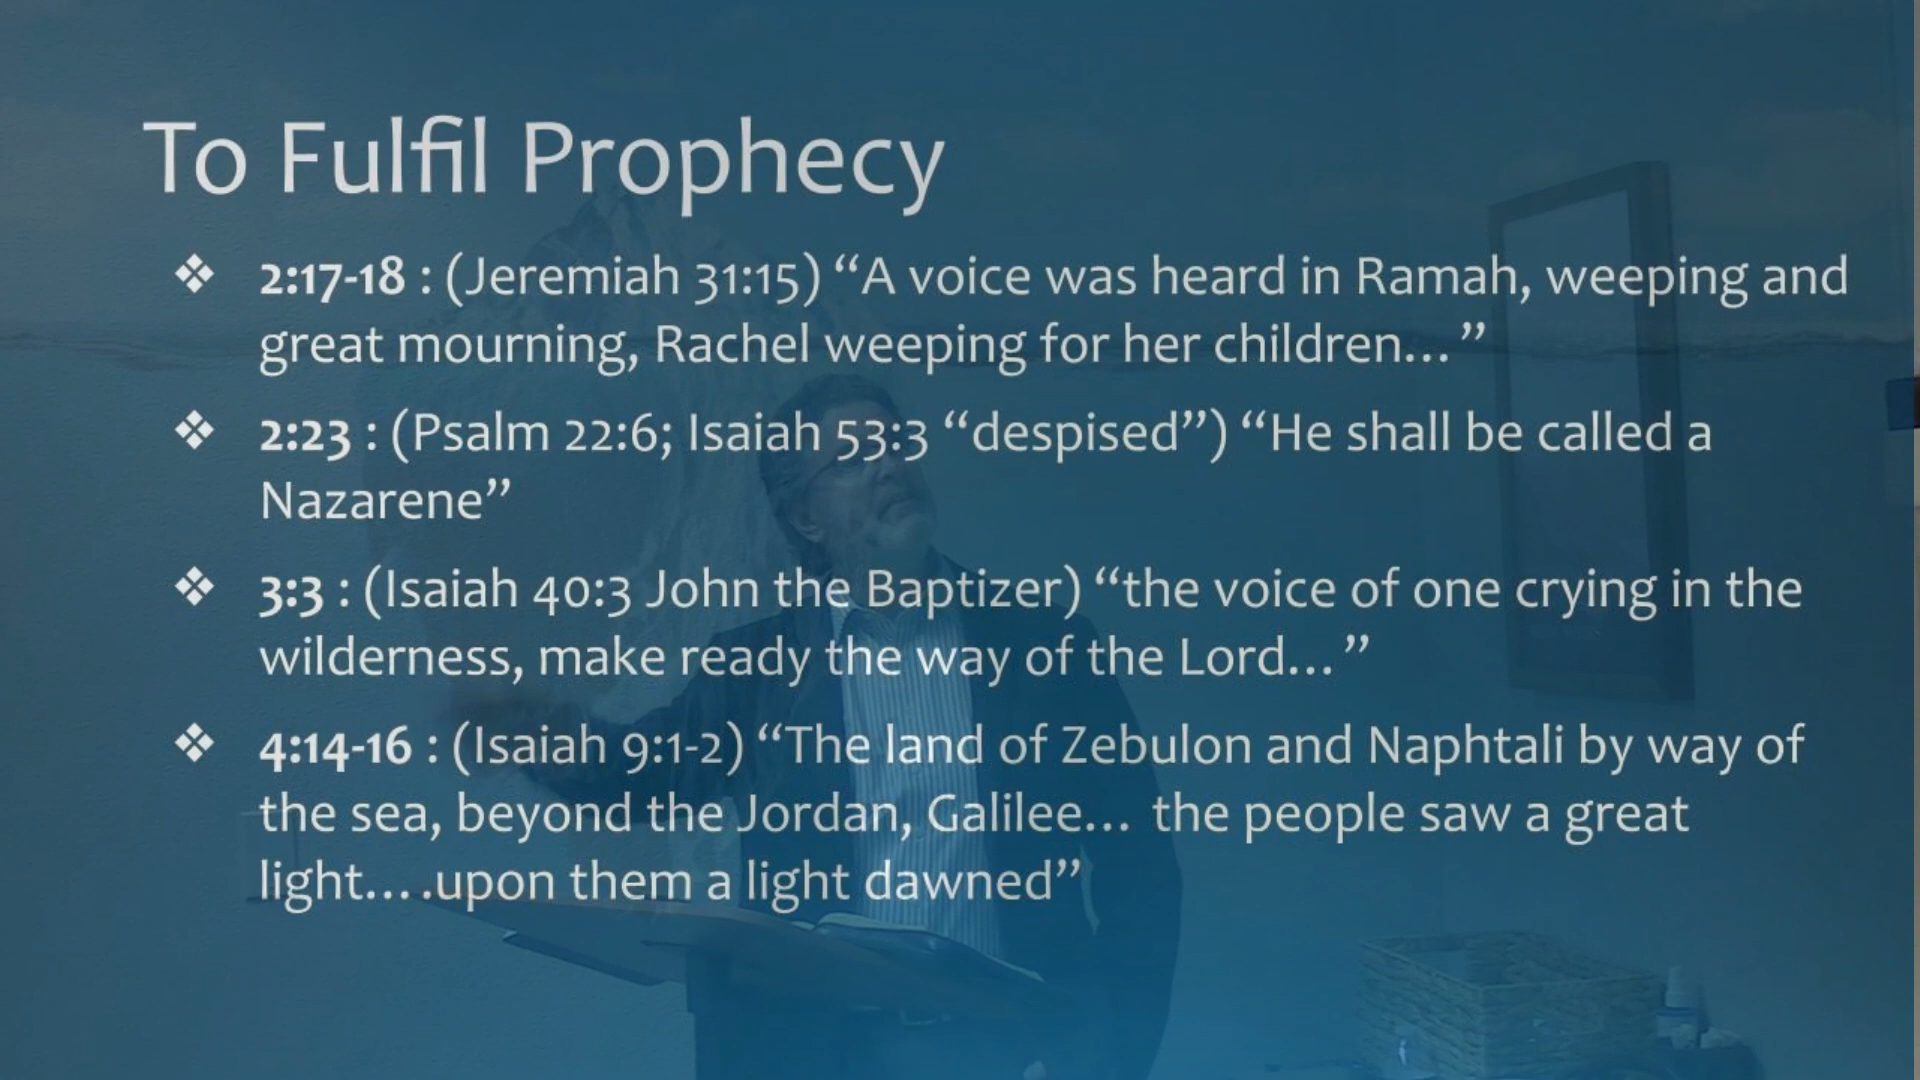 To Fulfil Prophecy
❖ 2:17-18 : (Jeremiah 31:15) “A voice was heard in Ramah, weeping and
great mourning, Rachel weeping for her children…”
❖ 2:23 : (Psalm 22:6; Isaiah 53:3 “despised”) “He shall be called a
Nazarene”
❖ 3:3 : (Isaiah 40:3 John the Baptizer) “the voice of one crying in the
wilderness, make ready the way of the Lord…”
❖ 4:14-16 : (Isaiah 9:1-2) “The land of Zebulon and Naphtali by way of
the sea, beyond the Jordan, Galilee… the people saw a great
light….upon them a light dawned”